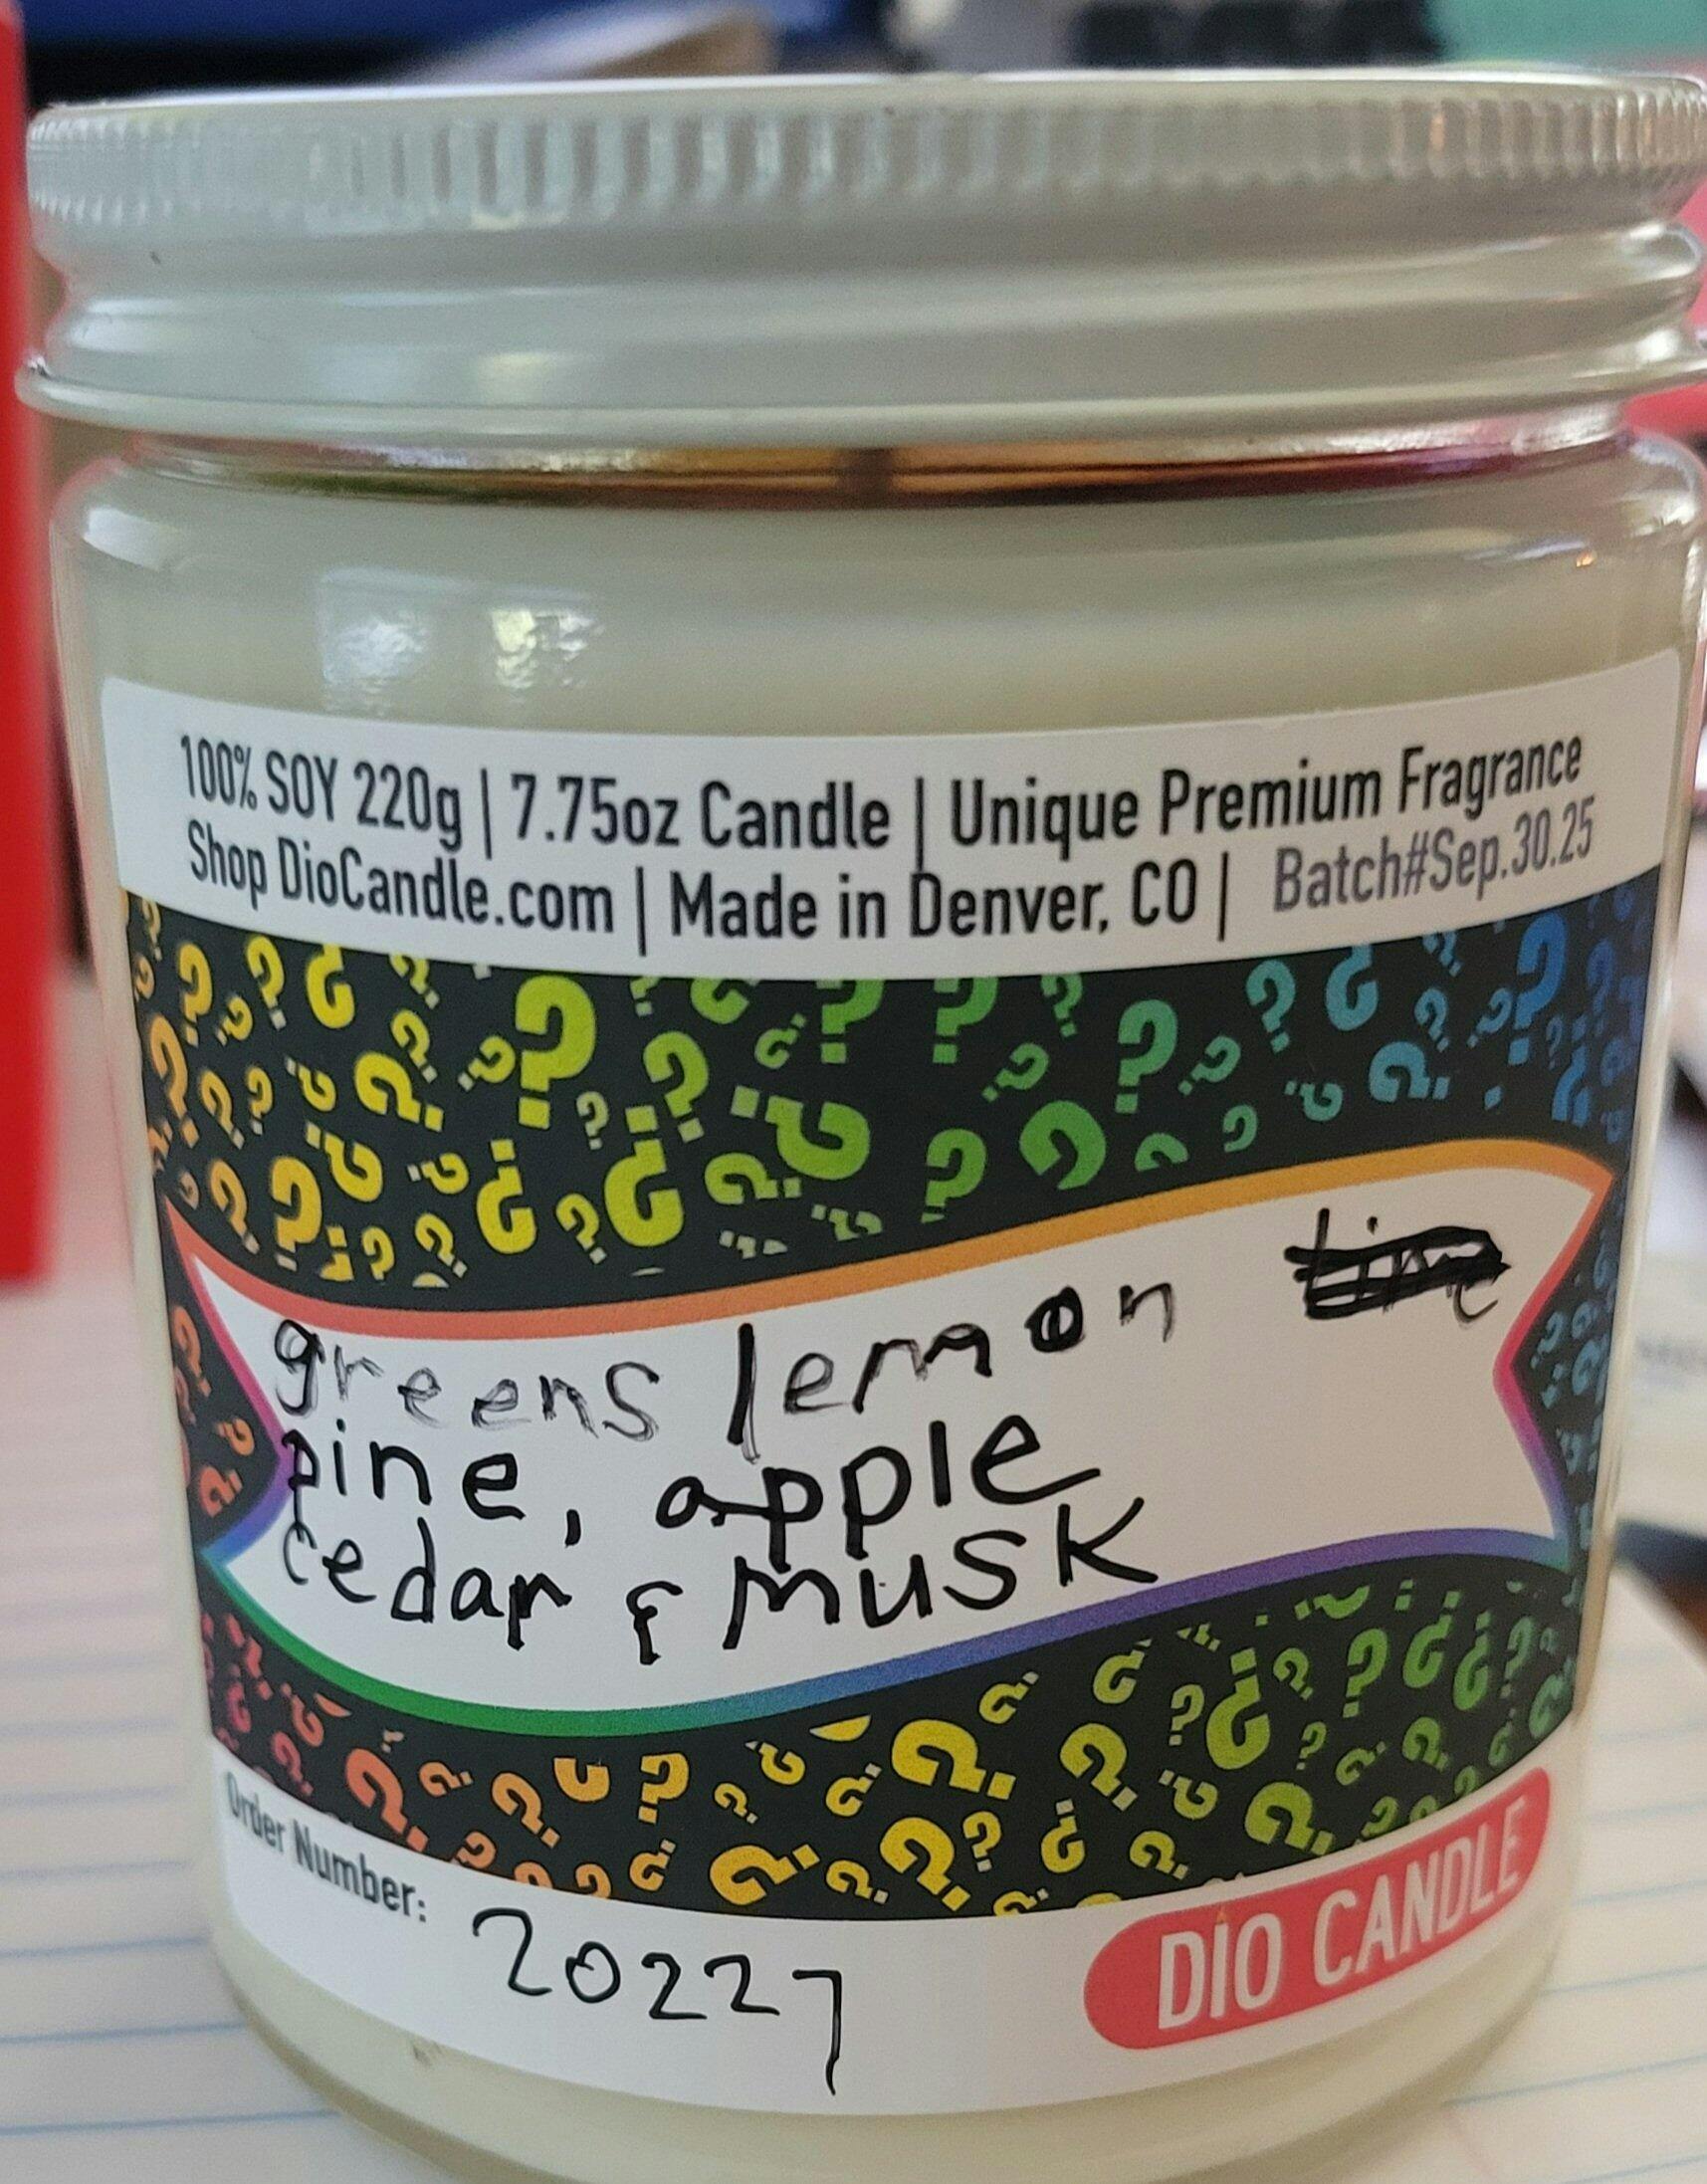 100% SOY 220g | 7.75oz Candle | Unique Premium Fragrance
Shop DioCandle.com | Made in Denver, CO | Batch#Sep.30.25
greens lemon
pine, apple
cedar & musk
Order Number: 20227
DIO CANDLE